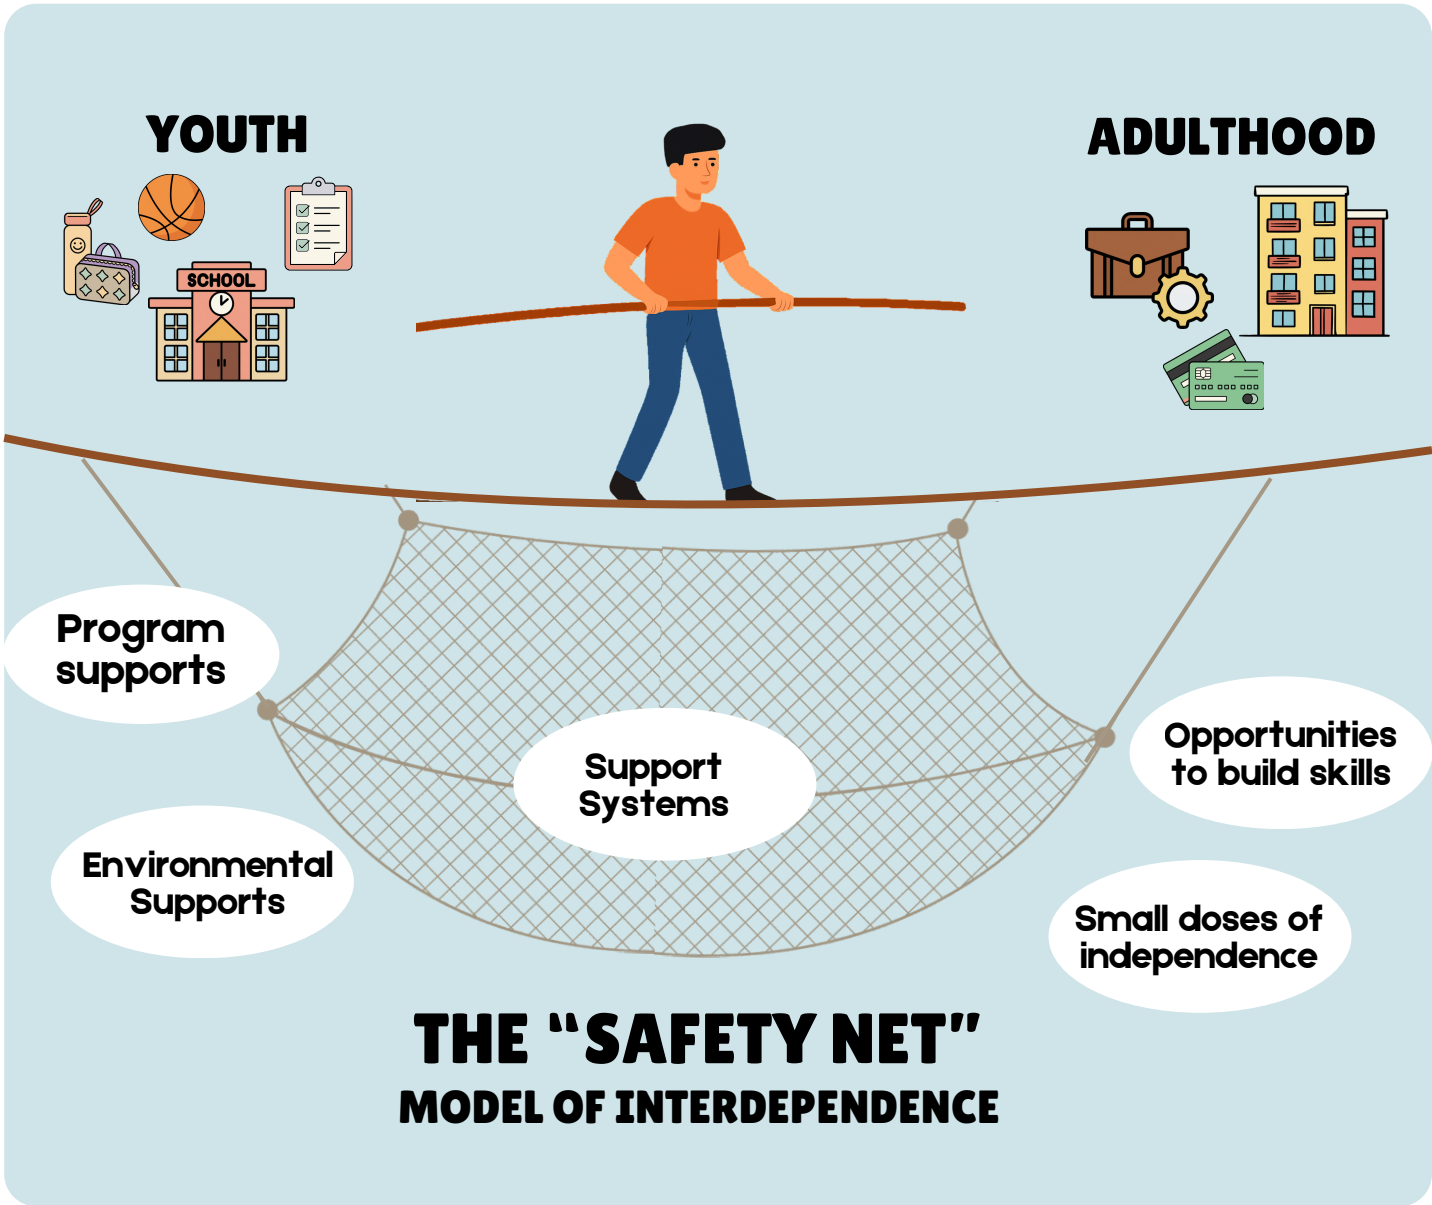 YOUTH
ADULTHOOD
SCHOOL
Program
supports
Support
Systems
Opportunities
to build skills
Environmental
Supports
Small doses of
independence
THE “SAFETY NET”
MODEL OF INTERDEPENDENCE